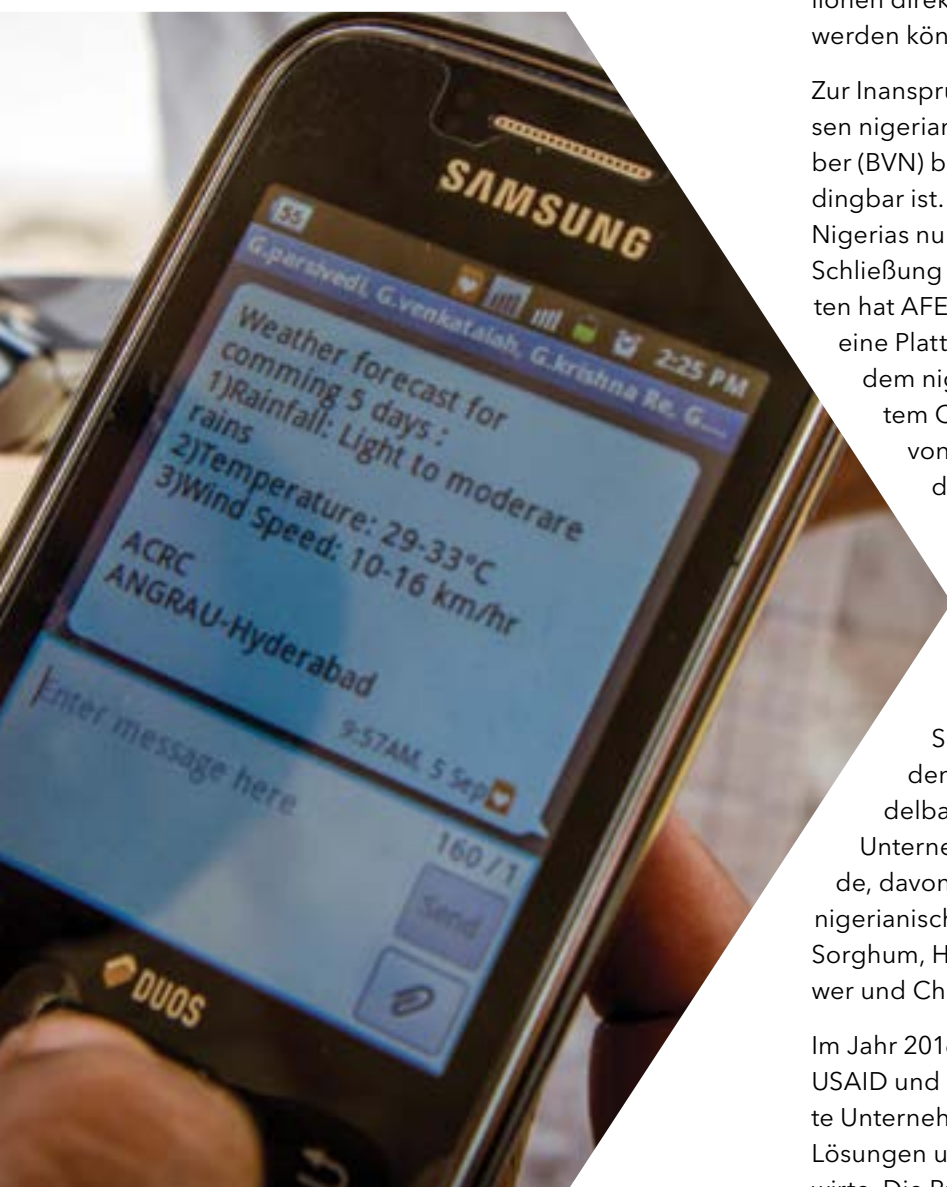 SAMSUNG
55
2:25 PM
G.parsivedi, G.venkataiah, G.krishna Re. G....
Weather forecast for
comming 5 days :
1)Rainfall: Light to moderare
rains
2)Temperature: 29-33°C
3)Wind Speed: 10-16 km/hr
ACRC
ANGRAU-Hyderabad
9:57AM, 5 Sep
Enter message here
160 / 1
Send
DUOS
lionen direk
werden kön
Zur Inanspru
sen nigerian
ber (BVN) b
dingbar ist.
Nigerias nu
Schließung
ten hat AFE
eine Platt
dem nig
tem C
von
d
S
der
delba
Unterne
de, davon
nigerianisch
Sorghum, H
wer und Ch
Im Jahr 201
USAID und
te Unterneh
Lösungen u